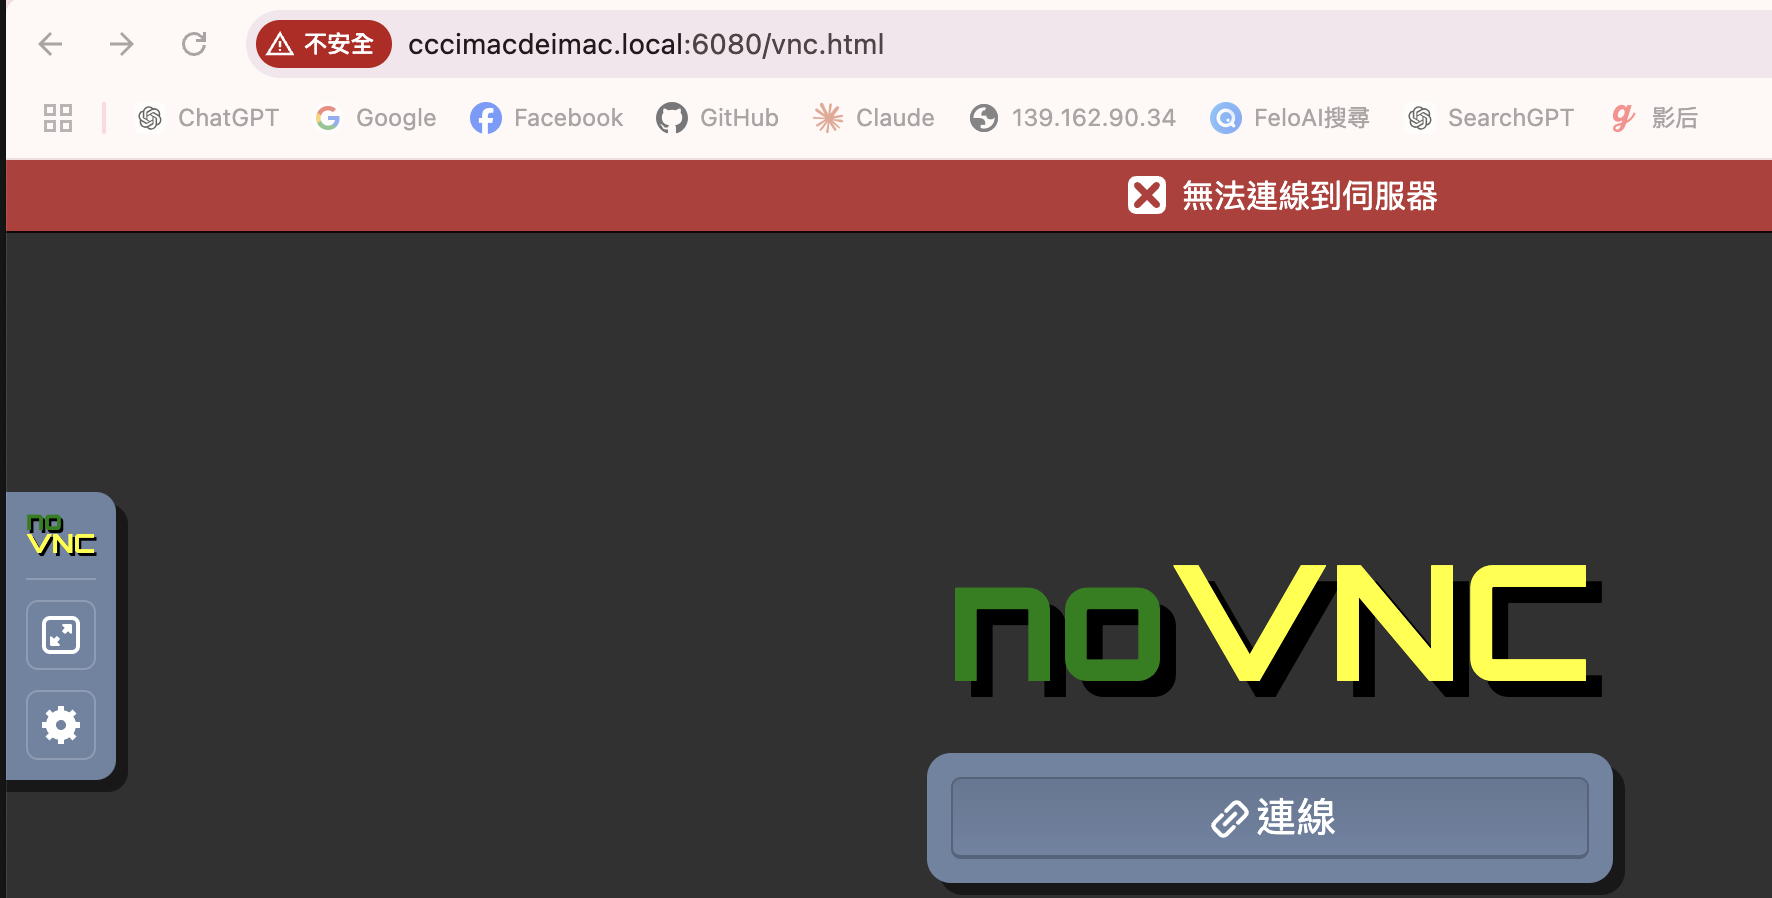 不安全 cccimacdeimac.local:6080/vnc.html
ChatGPT Google Facebook GitHub Claude 139.162.90.34 FeloAI搜尋 SearchGPT 影后
無法連線到伺服器
no
VNC
noVNC
連線